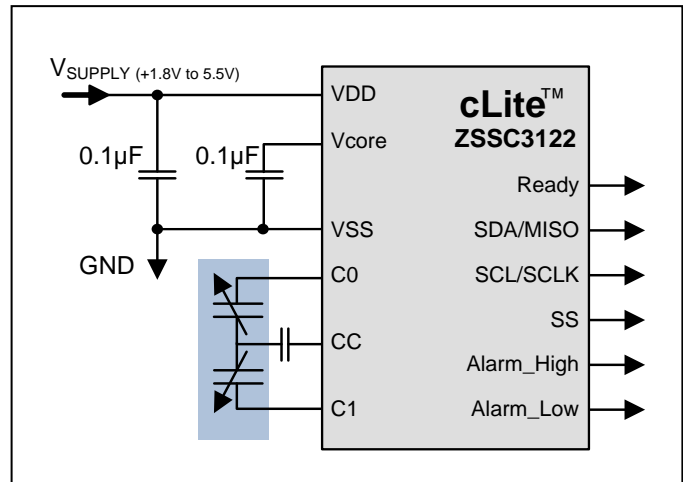 VSUPPLY (+1.8V to 5.5V)
VDD
cLite™
ZSSC3122
Vcore
0.1µF
0.1µF
Ready
VSS
SDA/MISO
GND
C0
SCL/SCLK
SS
CC
Alarm_High
C1
Alarm_Low